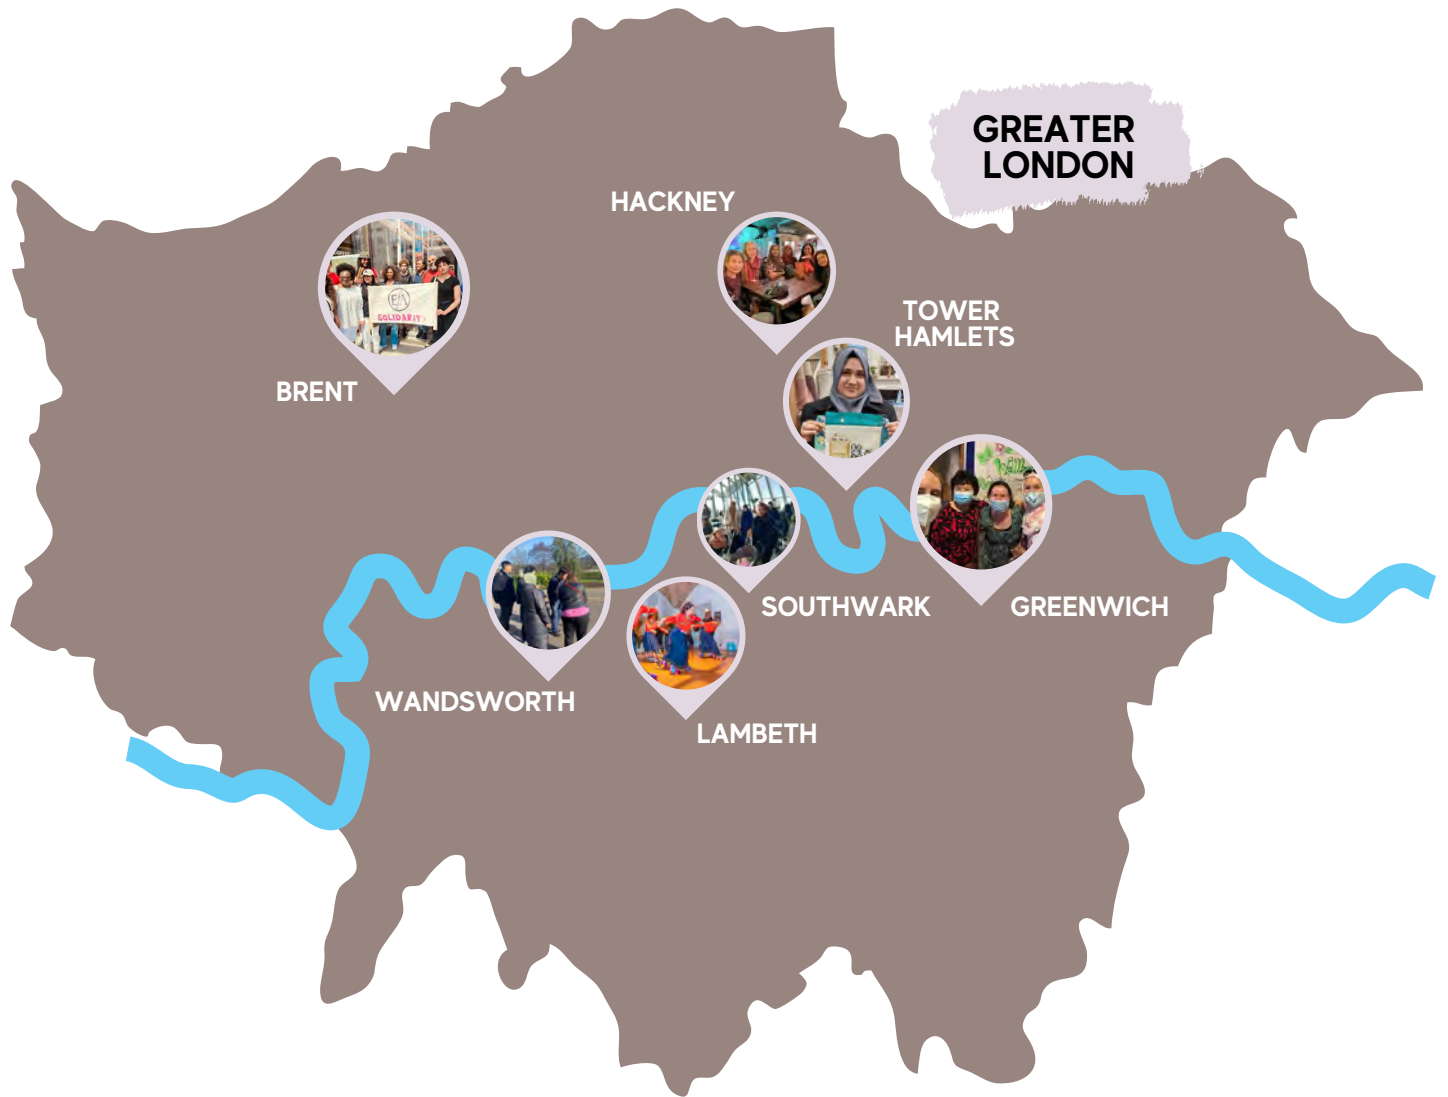 GREATER
LONDON
HACKNEY
TOWER
HAMLETS
SOLIDARITY
BRENT
SOUTHWARK
GREENWICH
WANDSWORTH
LAMBETH